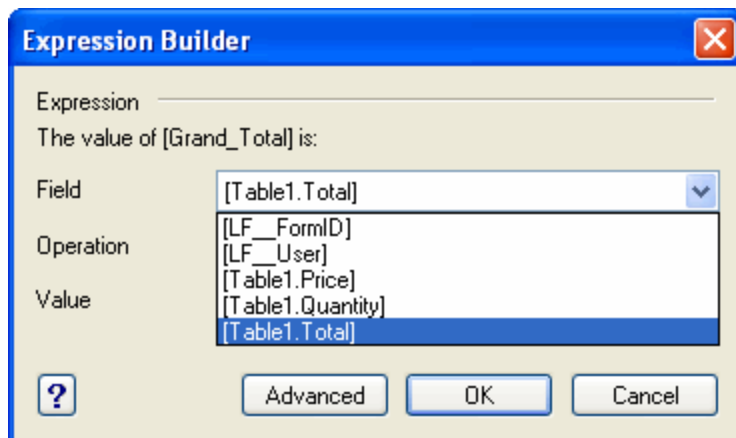 Expression Builder
Expression
The value of [Grand_Total] is:
Field [Table1.Total]
[LF__FormID]
Operation [LF__User]
[Table1.Price]
Value [Table1.Quantity]
[Table1.Total]
? Advanced OK Cancel